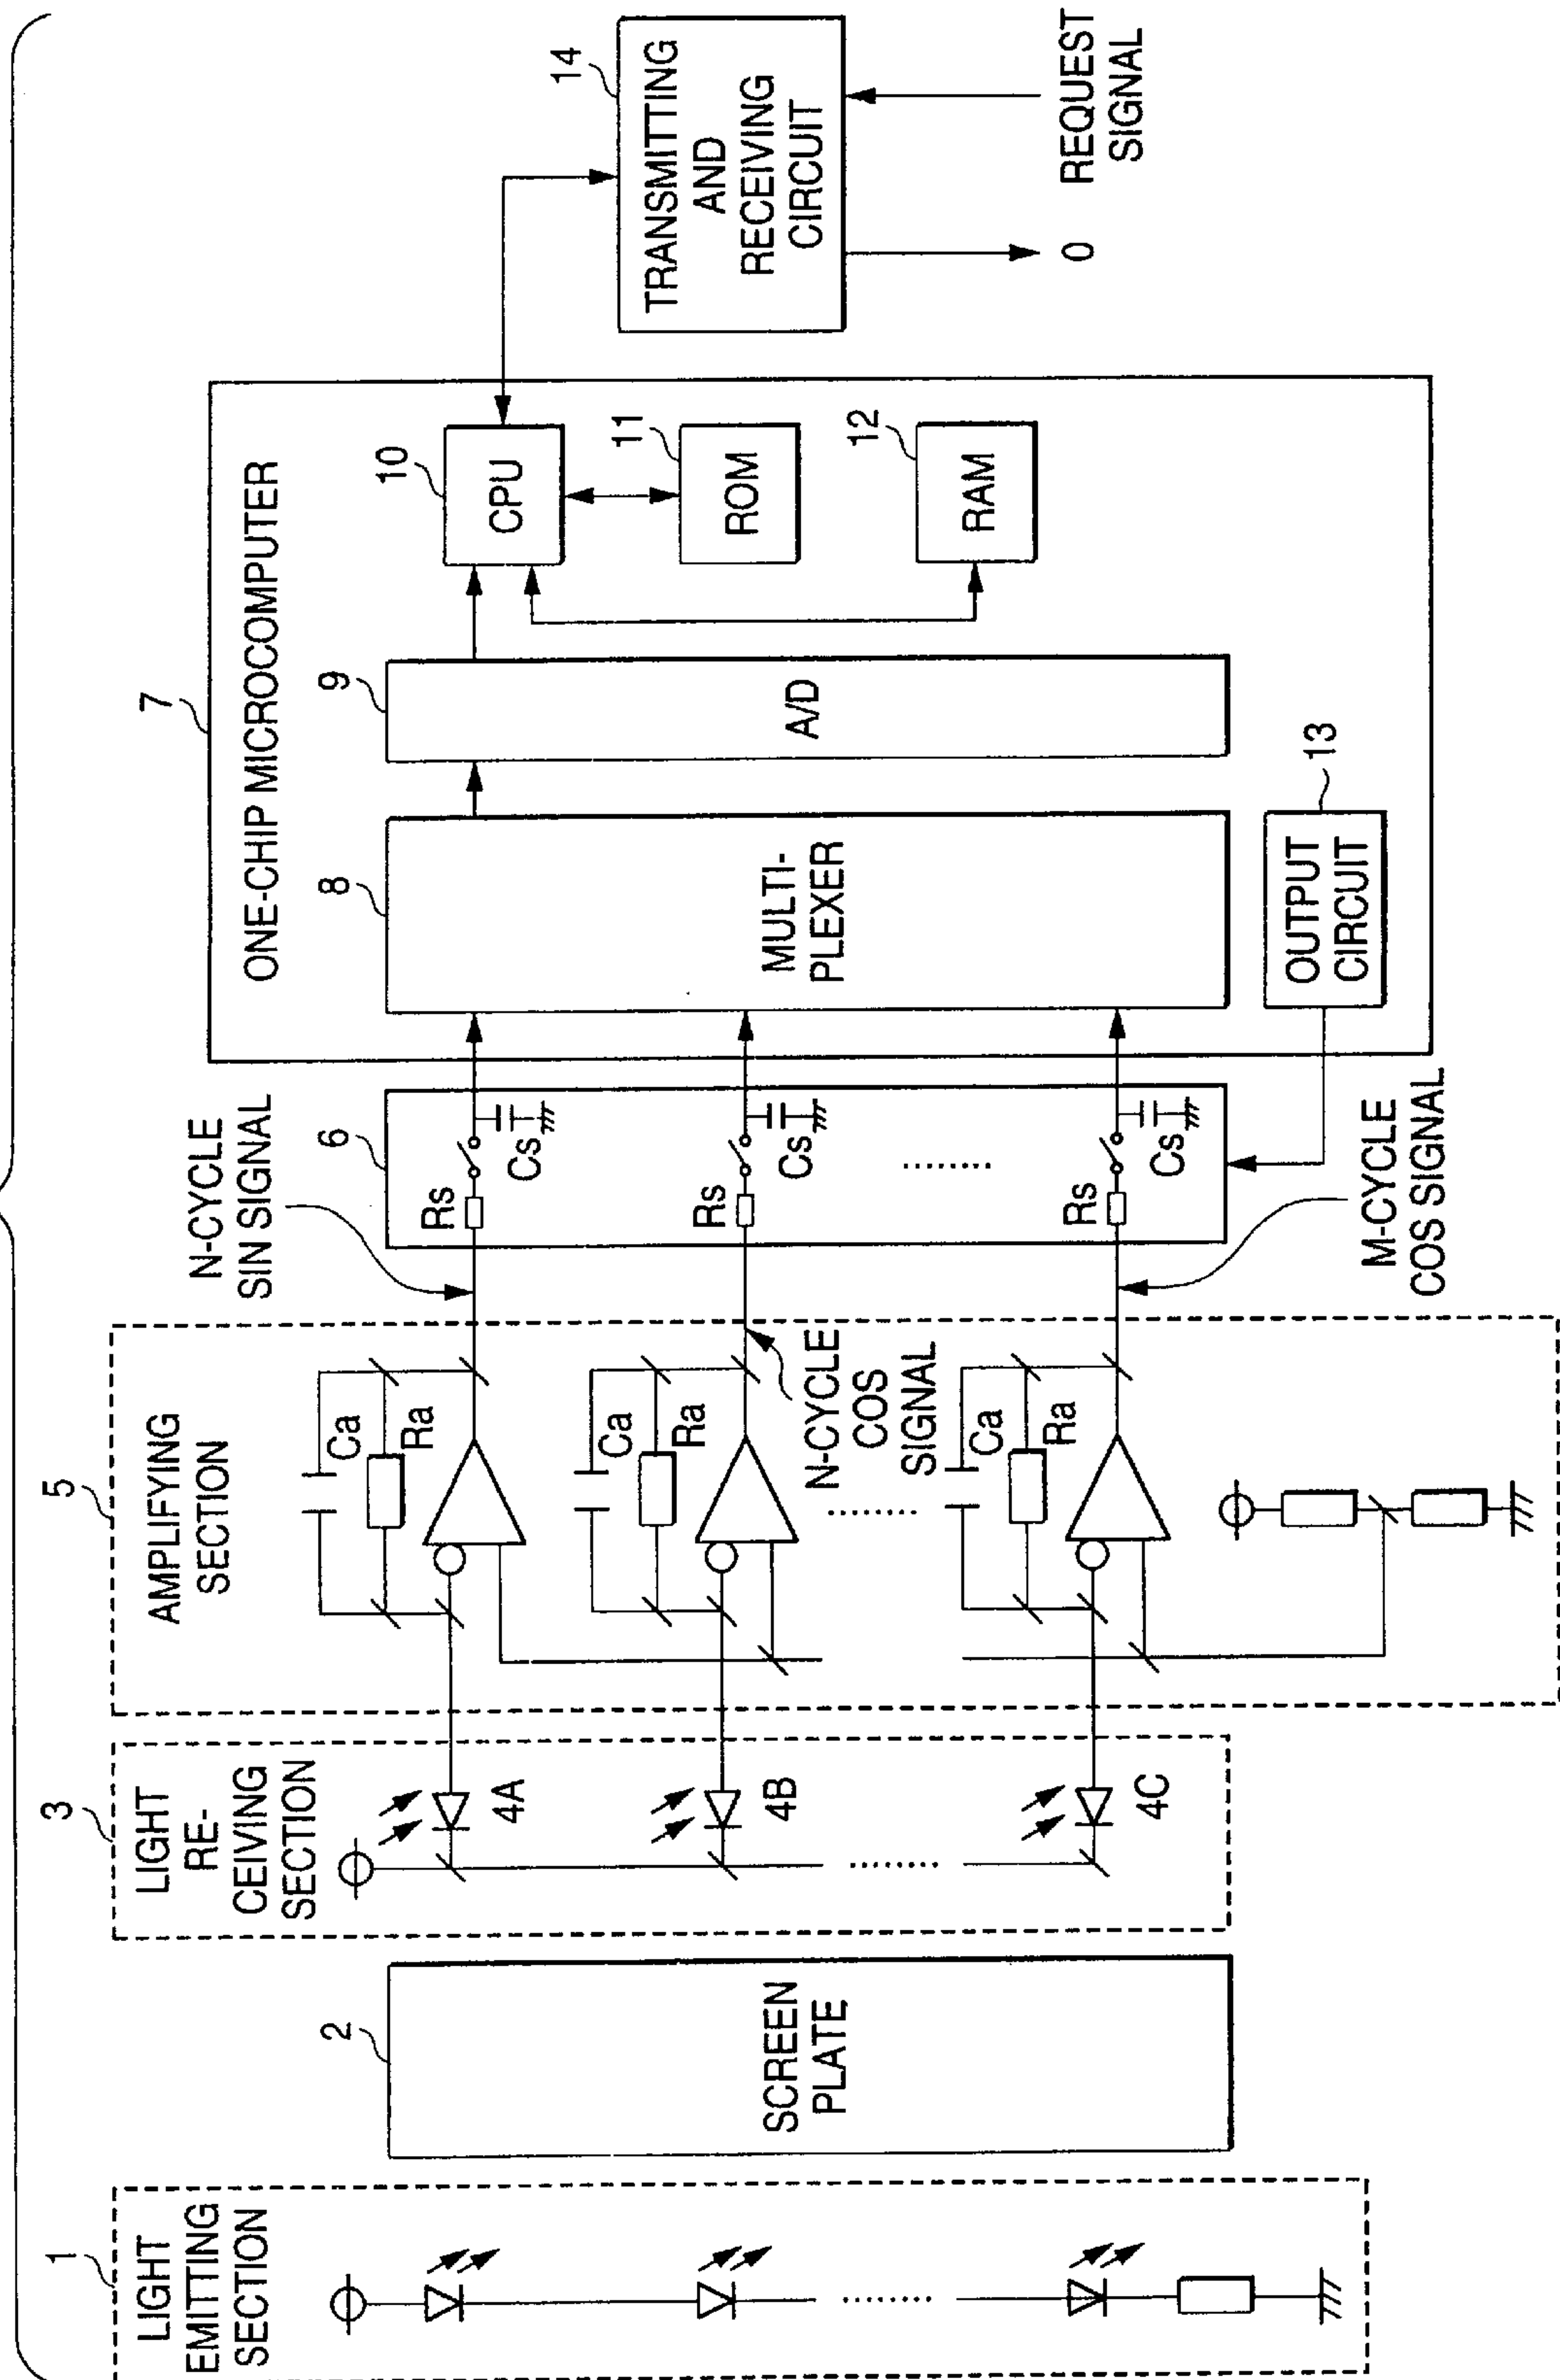 1
LIGHT
EMITTING
SECTION
2
SCREEN
PLATE
3
LIGHT
RE-
CEIVING
SECTION
4A
4B
4C
5
AMPLIFYING
SECTION
Ca
Ra
Ca
Ra
N-CYCLE
COS
SIGNAL
Ca
Ra
N-CYCLE
SIN SIGNAL
6
Rs
Cs
Rs
Cs
Rs
Cs
M-CYCLE
COS SIGNAL
7
ONE-CHIP MICROCOMPUTER
8
MULTI-
PLEXER
9
A/D
10
CPU
11
ROM
12
RAM
OUTPUT
CIRCUIT
13
14
TRANSMITTING
AND
RECEIVING
CIRCUIT
0
REQUEST
SIGNAL